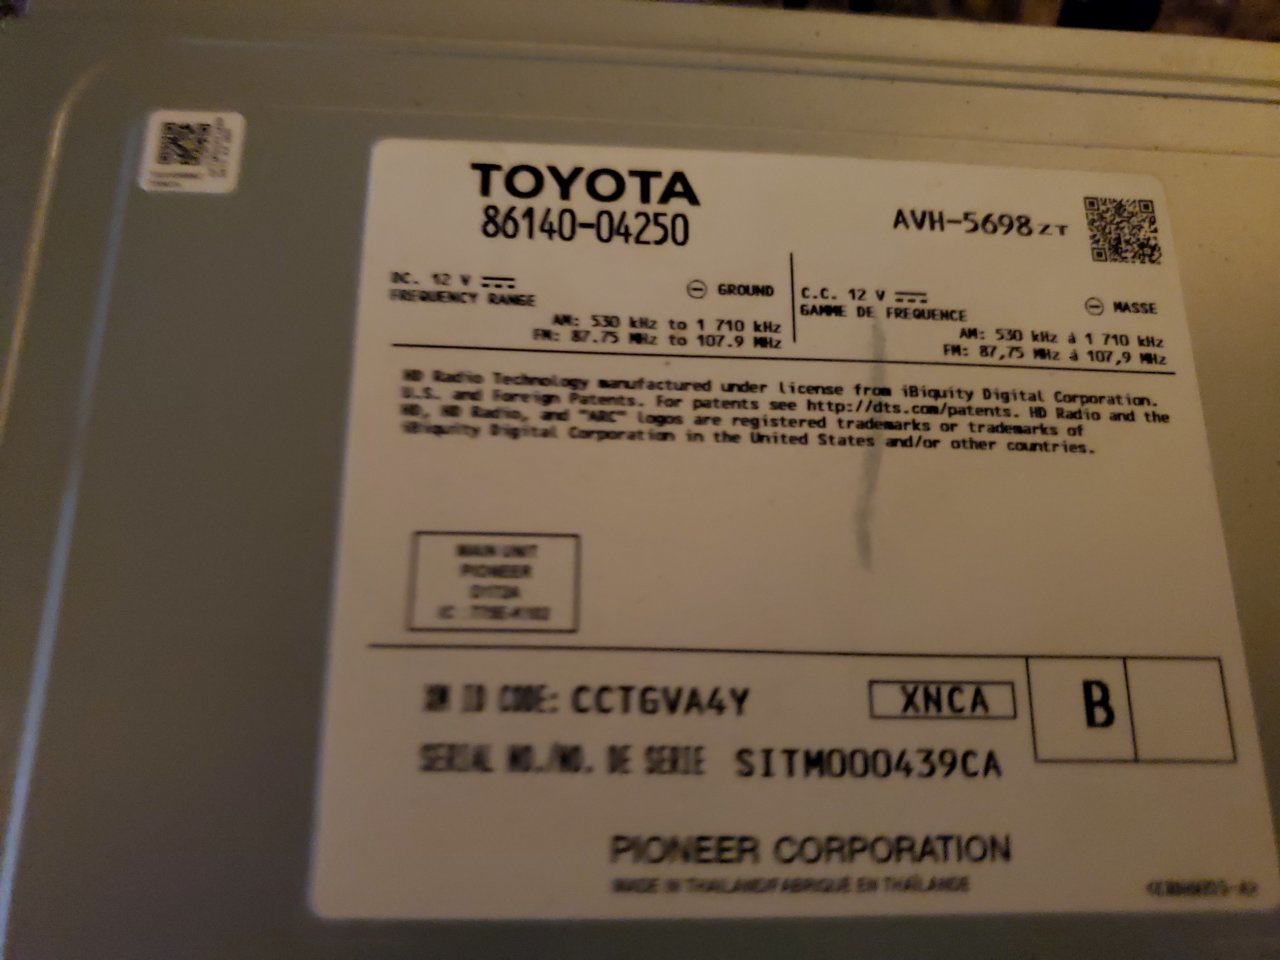 TOYOTA
86140-04250
AVH-5698ZT
DC. 12 V
GROUND
FREQUENCY RANGE
AM: 530 kHz to 1 710 kHz
FM: 87.75 MHz to 107.9 MHz
C.C. 12 V
MASSE
GAMME DE FREQUENCE
AM: 530 kHz à 1 710 kHz
FM: 87,75 MHz à 107,9 MHz
HD Radio Technology manufactured under license from iBiquity Digital Corporation.
U.S. and Foreign Patents. For patents see http://dts.com/patents. HD Radio and the
HD, HD Radio, and "ARC" logos are registered trademarks or trademarks of
iBiquity Digital Corporation in the United States and/or other countries.
MAIN UNIT
PIONEER
IC :
XM ID CODE: CCTGVA4Y
XNCA
B
SERIAL NO./NO. DE SERIE SITM000439CA
PIONEER CORPORATION
MADE IN THAILAND/FABRIQUÉ EN THAÏLANDE